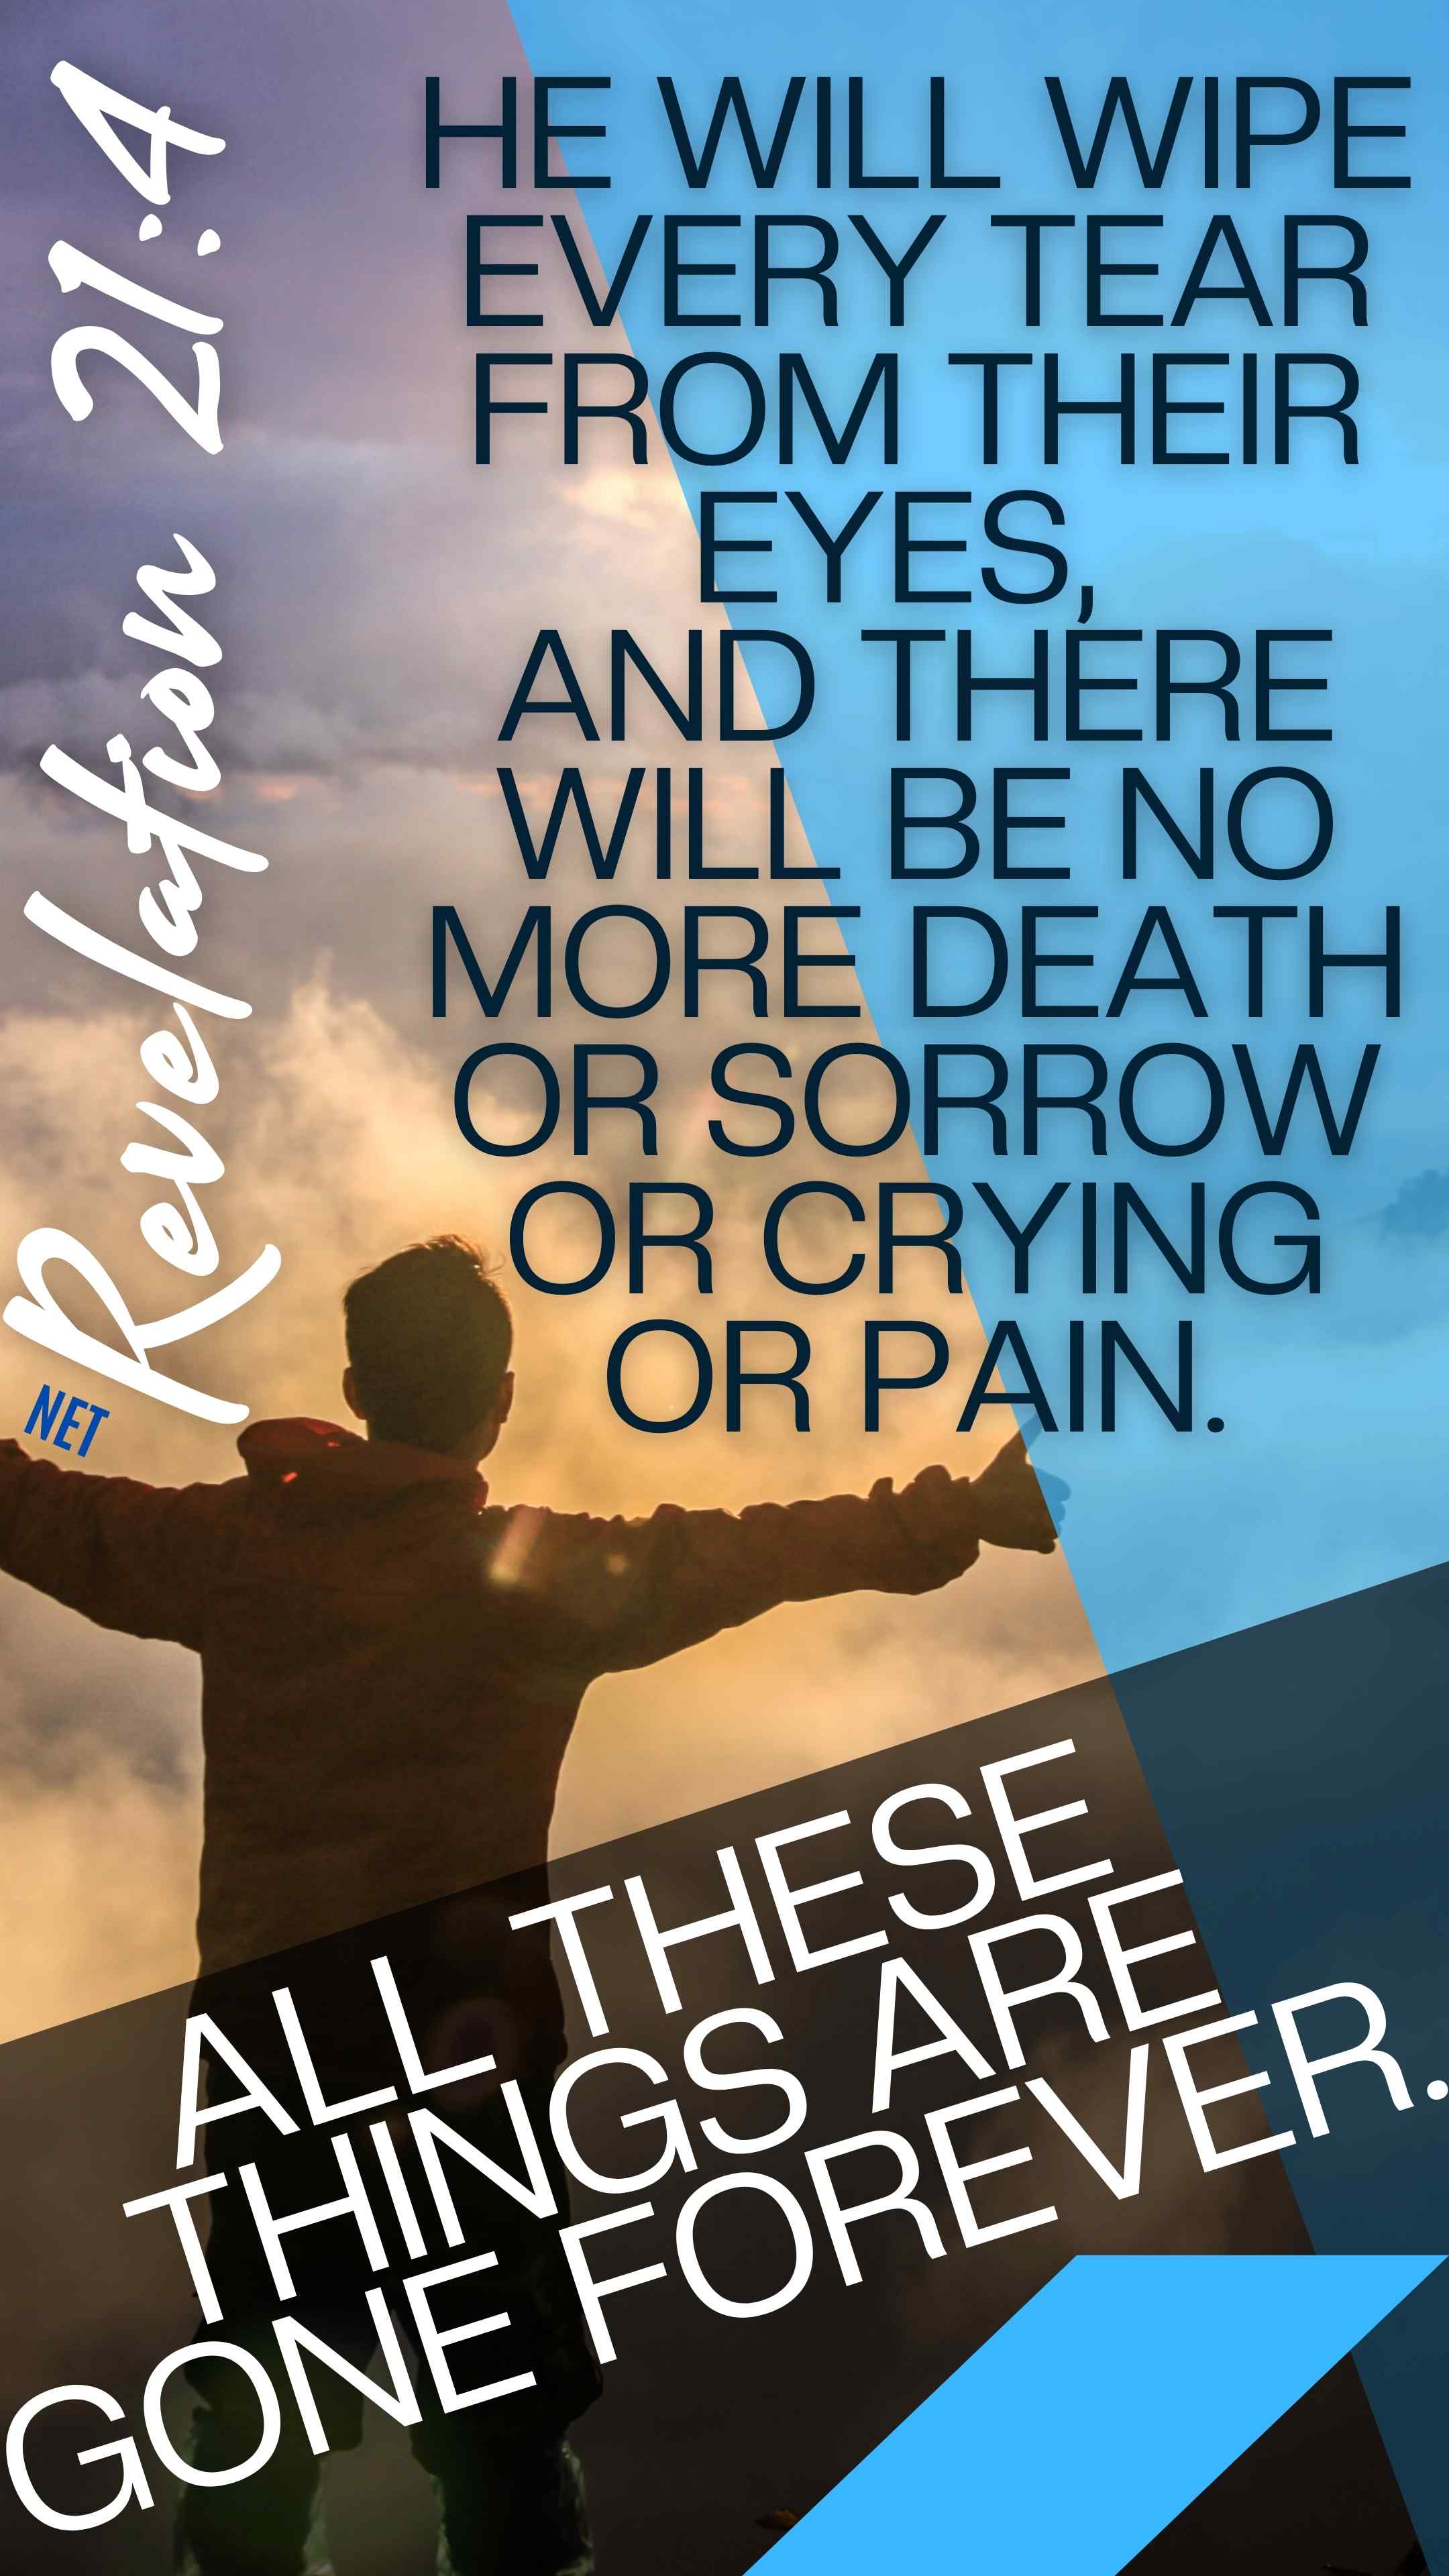 Revelation 21:4
NET
HE WILL WIPE
EVERY TEAR
FROM THEIR
EYES,
AND THERE
WILL BE NO
MORE DEATH
OR SORROW
OR CRYING
OR PAIN.
ALL THESE
THINGS ARE
GONE FOREVER.